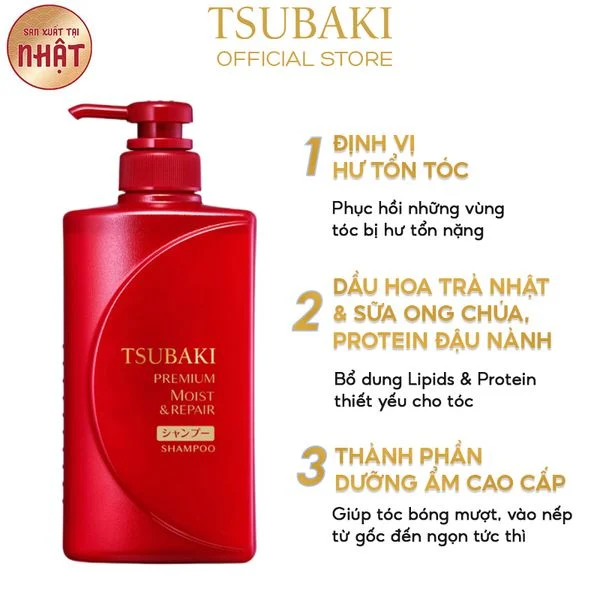 SẢN XUẤT TẠI
NHẬT
TSUBAKI
OFFICIAL STORE
1 ĐỊNH VỊ
HƯ TỔN TÓC
Phục hồi những vùng
tóc bị hư tổn nặng
2 DẦU HOA TRÀ NHẬT
& SỮA ONG CHÚA,
PROTEIN ĐẬU NÀNH
Bổ dung Lipids & Protein
thiết yếu cho tóc
3 THÀNH PHẦN
DƯỠNG ẨM CAO CẤP
Giúp tóc bóng mượt, vào nếp
từ gốc đến ngọn tức thì
TSUBAKI
PREMIUM
MOIST
& REPAIR
シャンプー
SHAMPOO